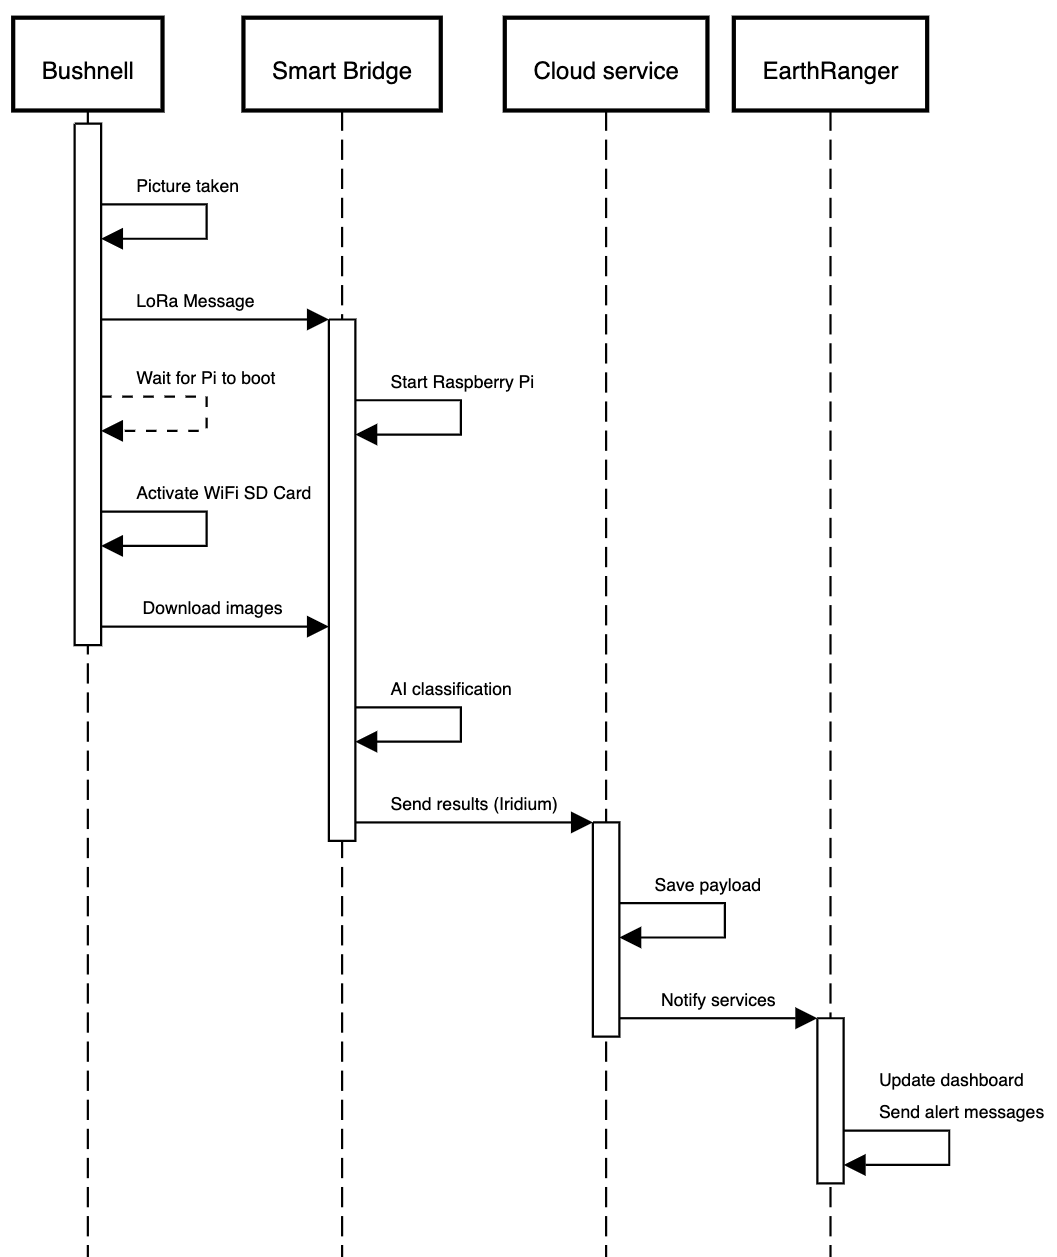 Bushnell
Smart Bridge
Cloud service
EarthRanger
Picture taken
LoRa Message
Wait for Pi to boot
Start Raspberry Pi
Activate WiFi SD Card
Download images
AI classification
Send results (Iridium)
Save payload
Notify services
Update dashboard
Send alert messages